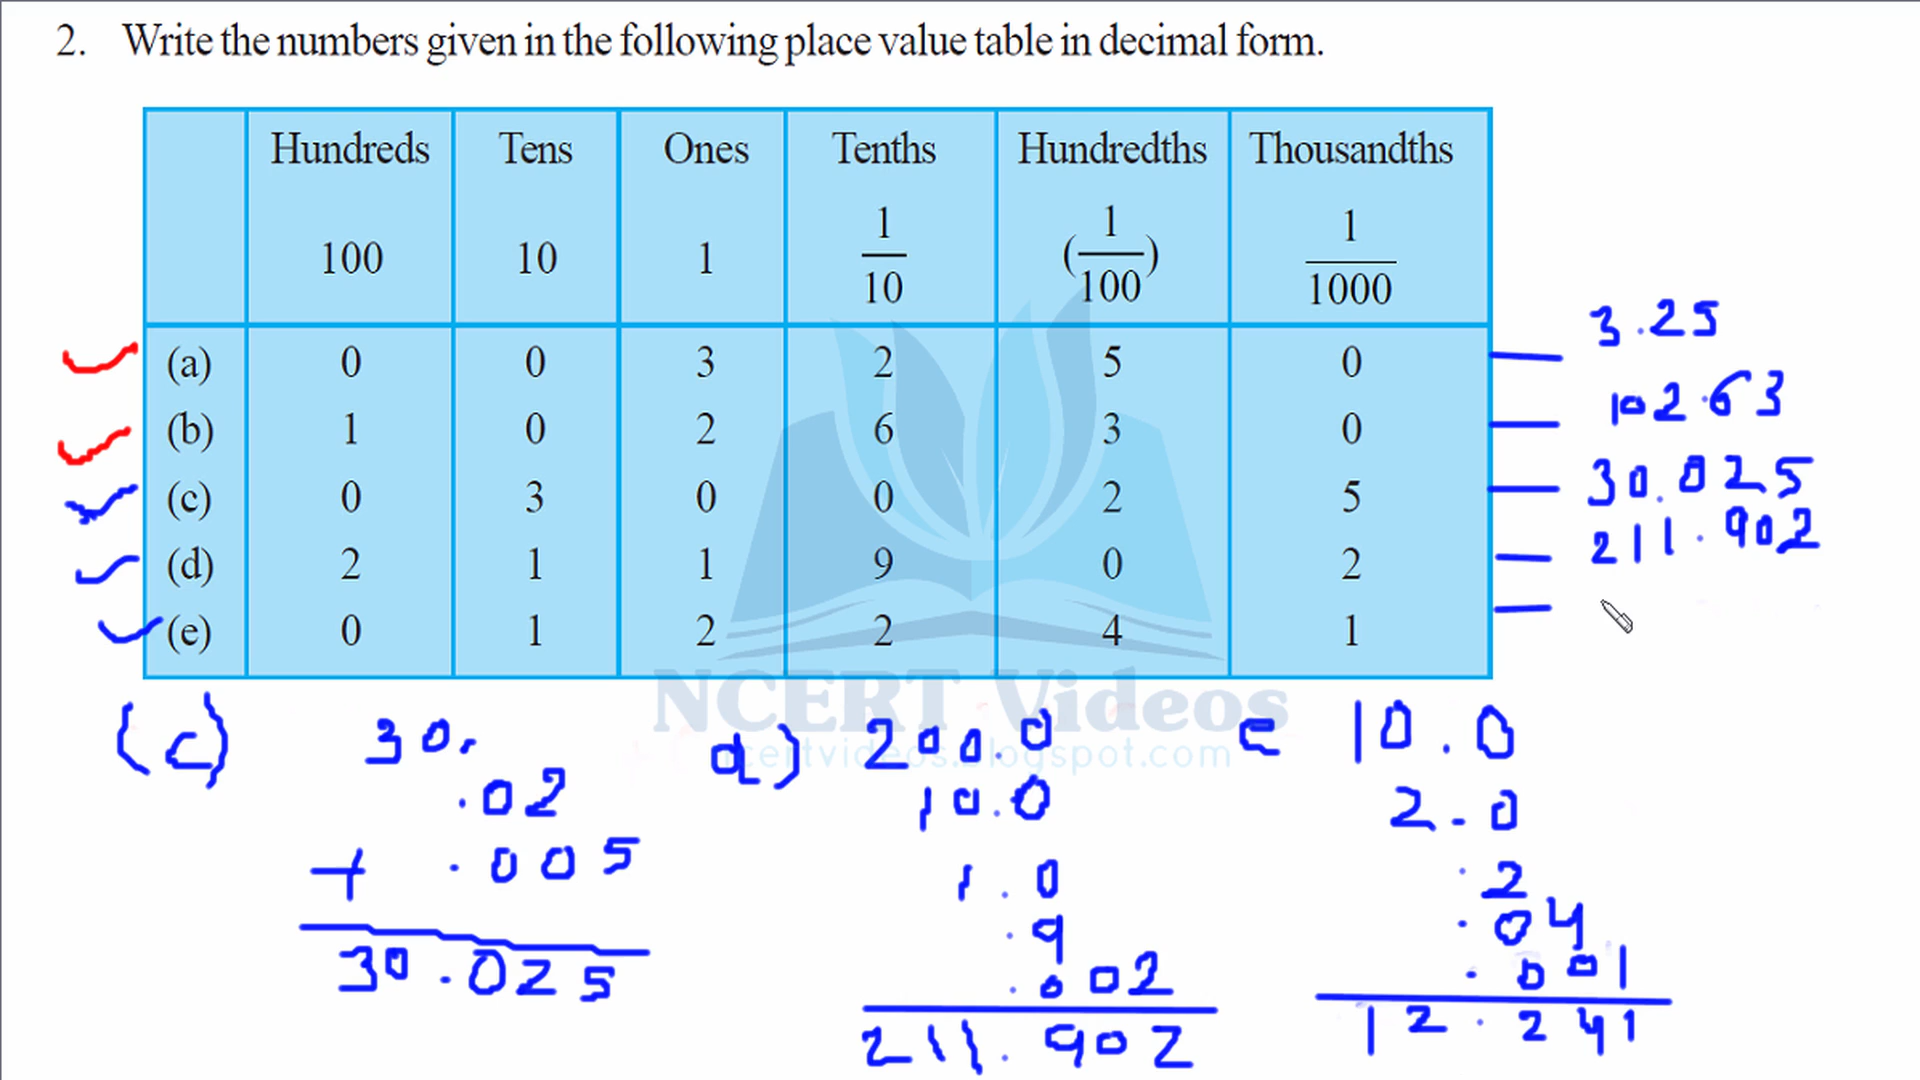 2. Write the numbers given in the following place value table in decimal form.
Hundreds Tens Ones Tenths Hundredths Thousandths
100 10 1 1/10 (1/100) 1/1000
(a) 0 0 3 2 5 0 3.25
(b) 1 0 2 6 3 0 102.63
(c) 0 3 0 0 2 5 30.025
(d) 2 1 1 9 0 2 211.902
(e) 0 1 2 2 4 1
NCERT Videos
ncertvideos.blogspot.com
(c) 30.
.02
+ .005
30.025
d) 200.0
10.0
1.0
.9
.002
211.902
e 10.0
2.0
.2
.04
.001
12.241